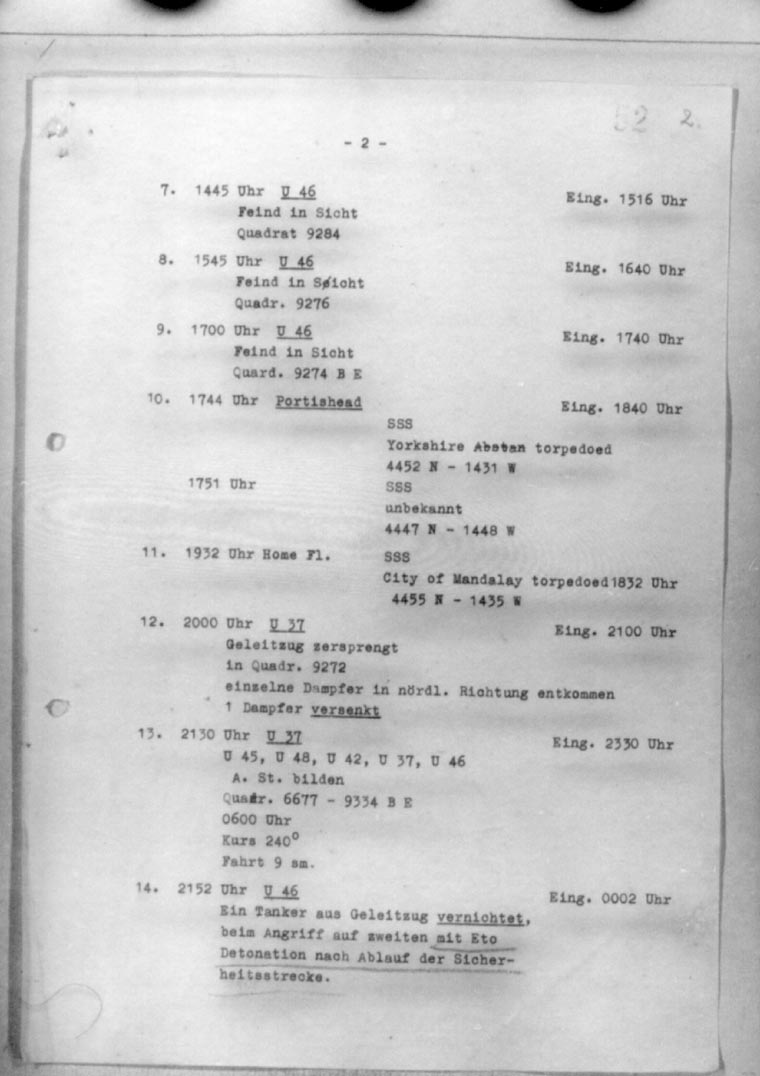 52 2.
- 2 -
7. 1445 Uhr U 46 Eing. 1516 Uhr
Feind in Sicht
Quadrat 9284
8. 1545 Uhr U 46 Eing. 1640 Uhr
Feind in Sicht
Quadr. 9276
9. 1700 Uhr U 46 Eing. 1740 Uhr
Feind in Sicht
Quard. 9274 B E
10. 1744 Uhr Portishead Eing. 1840 Uhr
SSS
Yorkshire Abstan torpedoed
4452 N - 1431 W
1751 Uhr SSS
unbekannt
4447 N - 1448 W
11. 1932 Uhr Home Fl. SSS
City of Mandalay torpedoed 1832 Uhr
4455 N - 1435 W
12. 2000 Uhr U 37 Eing. 2100 Uhr
Geleitzug zersprengt
in Quadr. 9272
einzelne Dampfer in nördl. Richtung entkommen
1 Dampfer versenkt
13. 2130 Uhr U 37 Eing. 2330 Uhr
U 45, U 48, U 42, U 37, U 46
A. St. bilden
Quadr. 6677 - 9334 B E
0600 Uhr
Kurs 240°
Fahrt 9 sm.
14. 2152 Uhr U 46 Eing. 0002 Uhr
Ein Tanker aus Geleitzug vernichtet,
beim Angriff auf zweiten mit Eto
Detonation nach Ablauf der Sicher-
heitsstrecke.